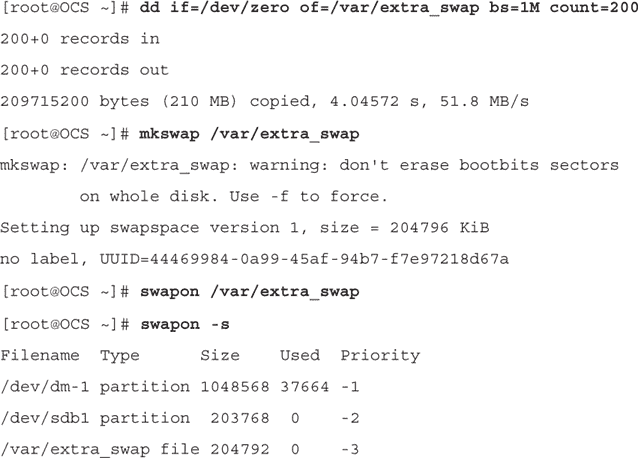 [root@OCS ~]# dd if=/dev/zero of=/var/extra_swap bs=1M count=200
200+0 records in
200+0 records out
209715200 bytes (210 MB) copied, 4.04572 s, 51.8 MB/s
[root@OCS ~]# mkswap /var/extra_swap
mkswap: /var/extra_swap: warning: don't erase bootbits sectors
on whole disk. Use -f to force.
Setting up swapspace version 1, size = 204796 KiB
no label, UUID=44469984-0a99-45af-94b7-f7e97218d67a
[root@OCS ~]# swapon /var/extra_swap
[root@OCS ~]# swapon -s
Filename Type Size Used Priority
/dev/dm-1 partition 1048568 37664 -1
/dev/sdb1 partition 203768 0 -2
/var/extra_swap file 204792 0 -3